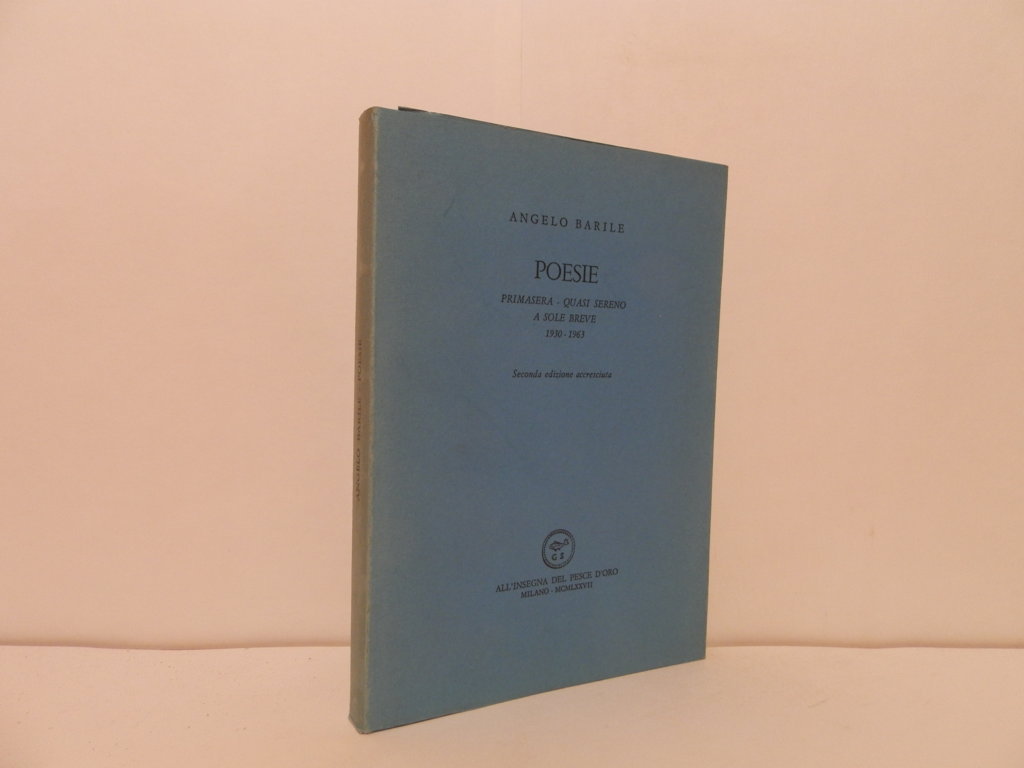 ANGELO BARILE
POESIE
PRIMASERA - QUASI SERENO
A SOLE BREVE
1930 - 1963
Seconda edizione accresciuta
G S
ALL'INSEGNA DEL PESCE D'ORO
MILANO - MCMLXXVII
ANGELO BARILE POESIE